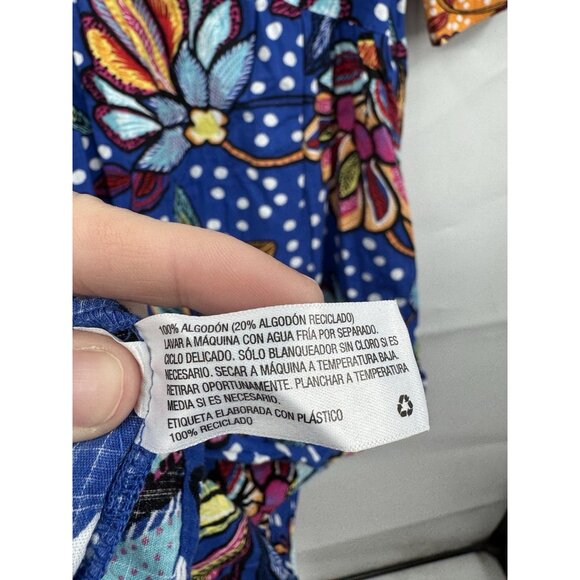 100% ALGODÓN (20% ALGODÓN RECICLADO)
LAVAR A MÁQUINA CON AGUA FRÍA POR SEPARADO.
CICLO DELICADO. SÓLO BLANQUEADOR SIN CLORO SI ES
NECESARIO. SECAR A MÁQUINA A TEMPERATURA BAJA.
RETIRAR OPORTUNAMENTE. PLANCHAR A TEMPERATURA
MEDIA SI ES NECESARIO.
ETIQUETA ELABORADA CON PLÁSTICO
100% RECICLADO